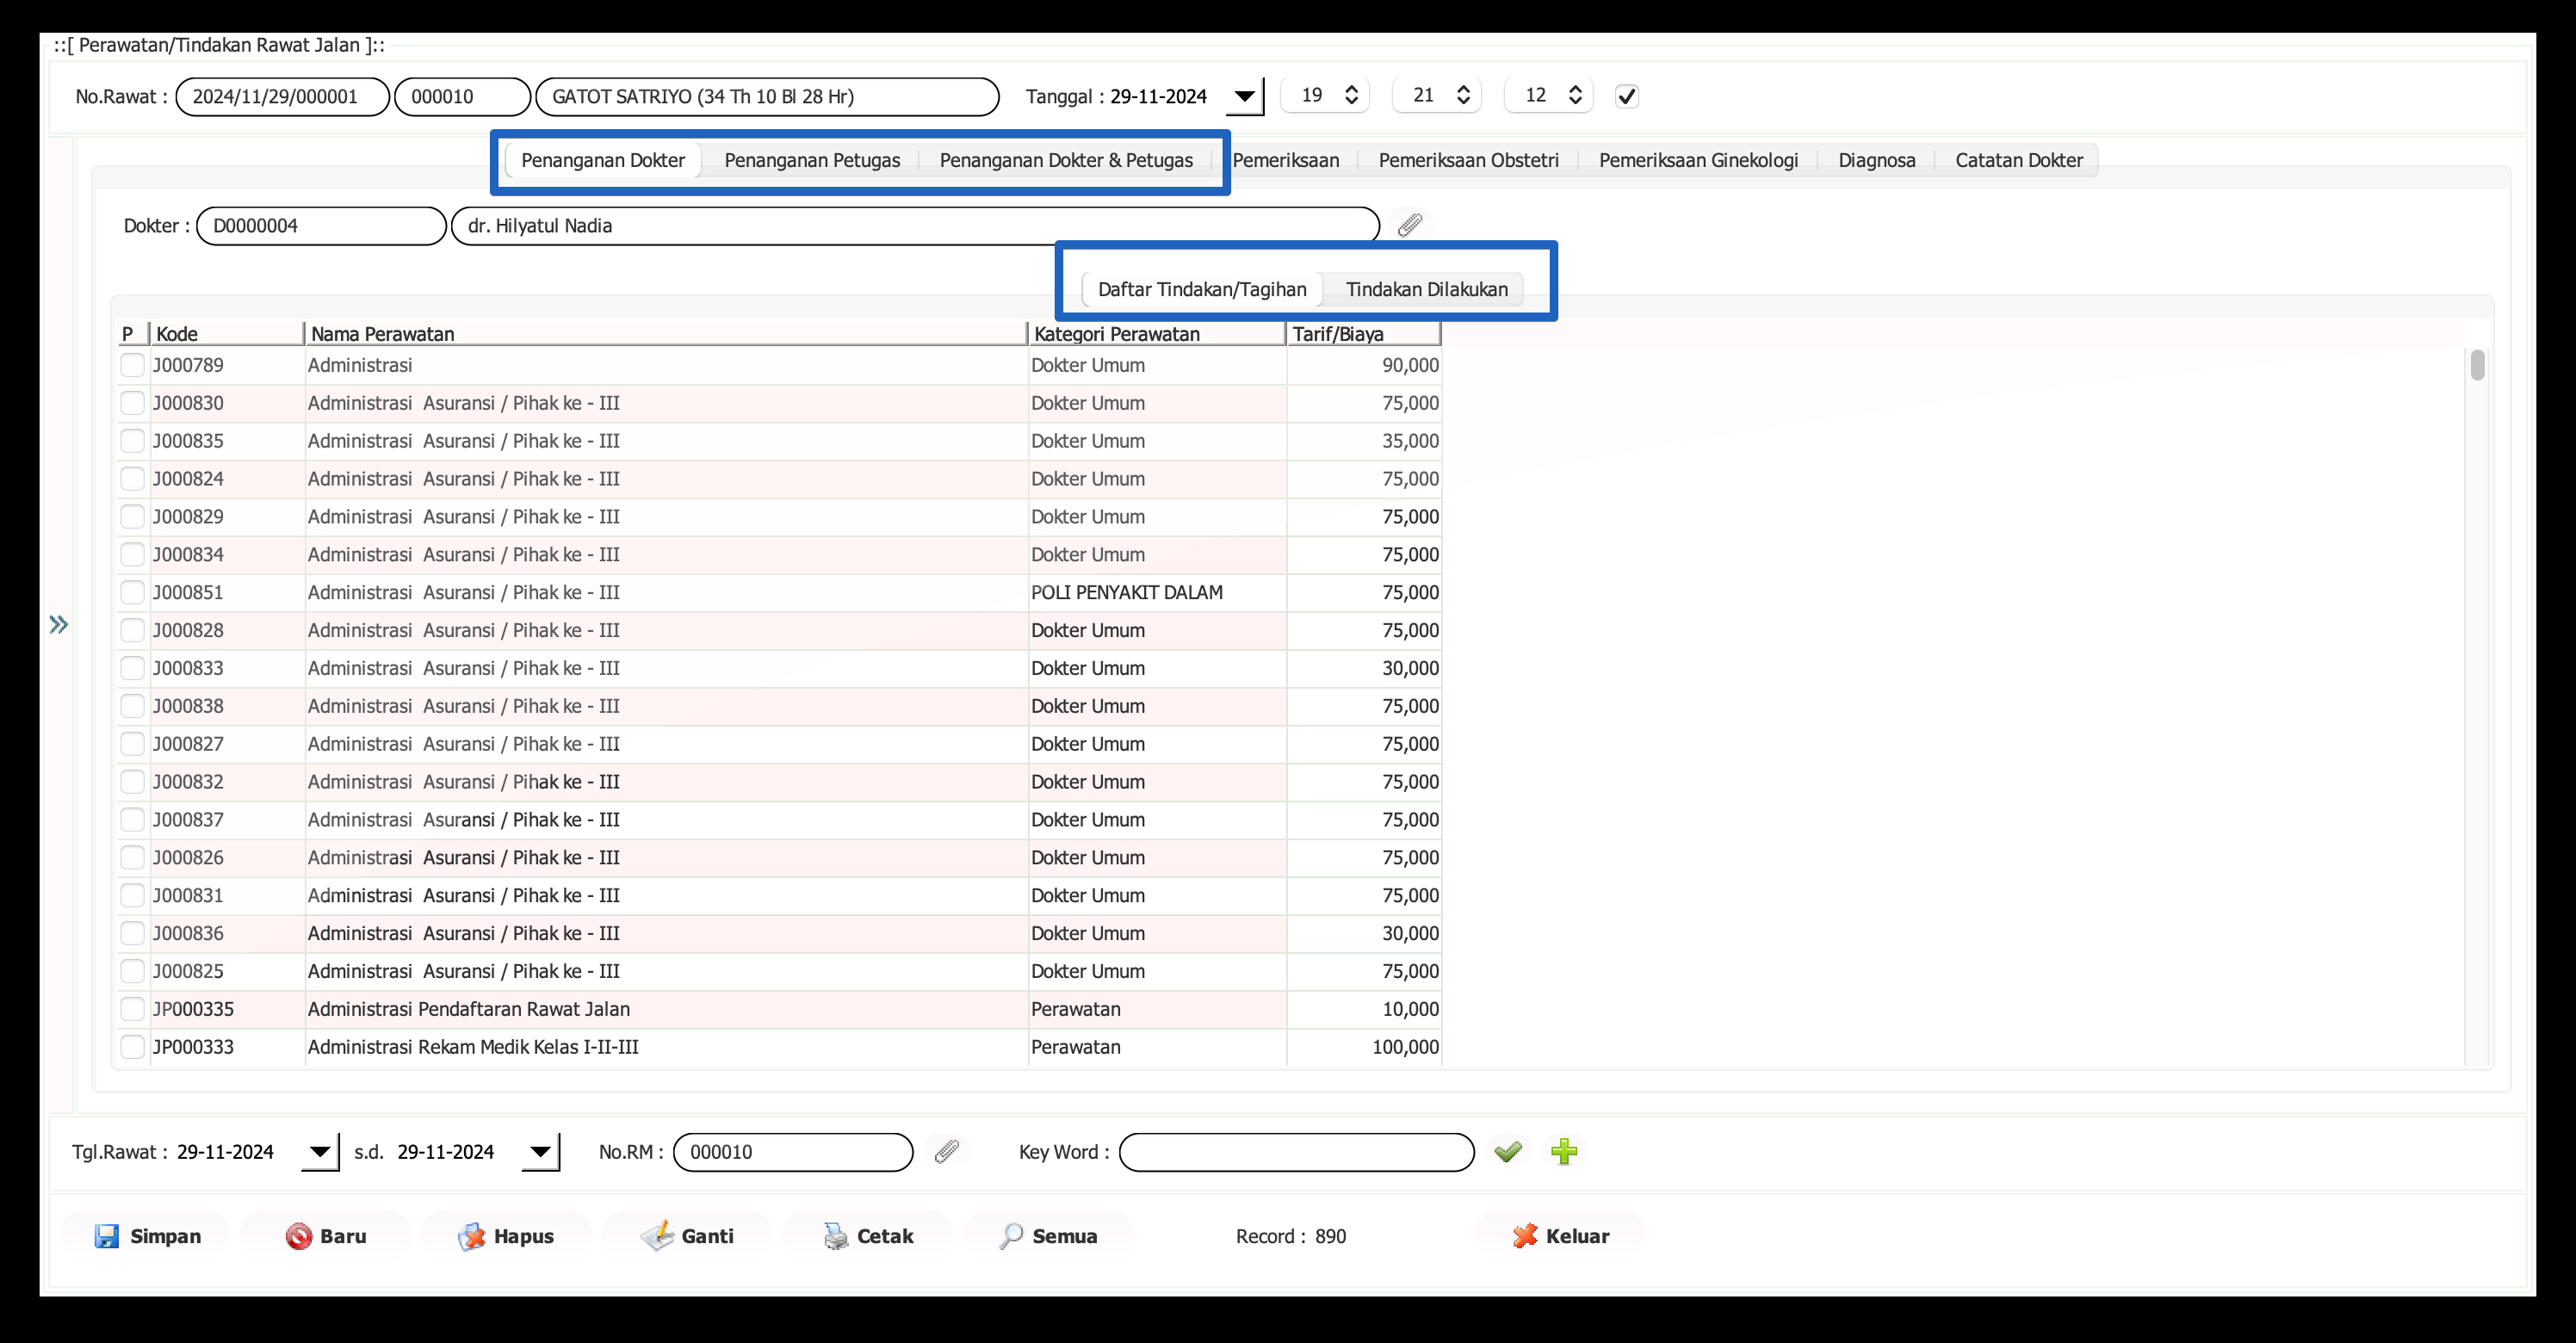 ::[ Perawatan/Tindakan Rawat Jalan ]::
No.Rawat : 2024/11/29/000001 000010 GATOT SATRIYO (34 Th 10 Bl 28 Hr) Tanggal : 29-11-2024 19 21 12
Penanganan Dokter Penanganan Petugas Penanganan Dokter & Petugas Pemeriksaan Pemeriksaan Obstetri Pemeriksaan Ginekologi Diagnosa Catatan Dokter
Dokter : D0000004 dr. Hilyatul Nadia
Daftar Tindakan/Tagihan Tindakan Dilakukan
P Kode Nama Perawatan Kategori Perawatan Tarif/Biaya
J000789 Administrasi Dokter Umum 90,000
J000830 Administrasi Asuransi / Pihak ke - III Dokter Umum 75,000
J000835 Administrasi Asuransi / Pihak ke - III Dokter Umum 35,000
J000824 Administrasi Asuransi / Pihak ke - III Dokter Umum 75,000
J000829 Administrasi Asuransi / Pihak ke - III Dokter Umum 75,000
J000834 Administrasi Asuransi / Pihak ke - III Dokter Umum 75,000
J000851 Administrasi Asuransi / Pihak ke - III POLI PENYAKIT DALAM 75,000
J000828 Administrasi Asuransi / Pihak ke - III Dokter Umum 75,000
J000833 Administrasi Asuransi / Pihak ke - III Dokter Umum 30,000
J000838 Administrasi Asuransi / Pihak ke - III Dokter Umum 75,000
J000827 Administrasi Asuransi / Pihak ke - III Dokter Umum 75,000
J000832 Administrasi Asuransi / Pihak ke - III Dokter Umum 75,000
J000837 Administrasi Asuransi / Pihak ke - III Dokter Umum 75,000
J000826 Administrasi Asuransi / Pihak ke - III Dokter Umum 75,000
J000831 Administrasi Asuransi / Pihak ke - III Dokter Umum 75,000
J000836 Administrasi Asuransi / Pihak ke - III Dokter Umum 30,000
J000825 Administrasi Asuransi / Pihak ke - III Dokter Umum 75,000
JP000335 Administrasi Pendaftaran Rawat Jalan Perawatan 10,000
JP000333 Administrasi Rekam Medik Kelas I-II-III Perawatan 100,000
Tgl.Rawat : 29-11-2024 s.d. 29-11-2024 No.RM : 000010 Key Word :
Simpan Baru Hapus Ganti Cetak Semua Record : 890 Keluar